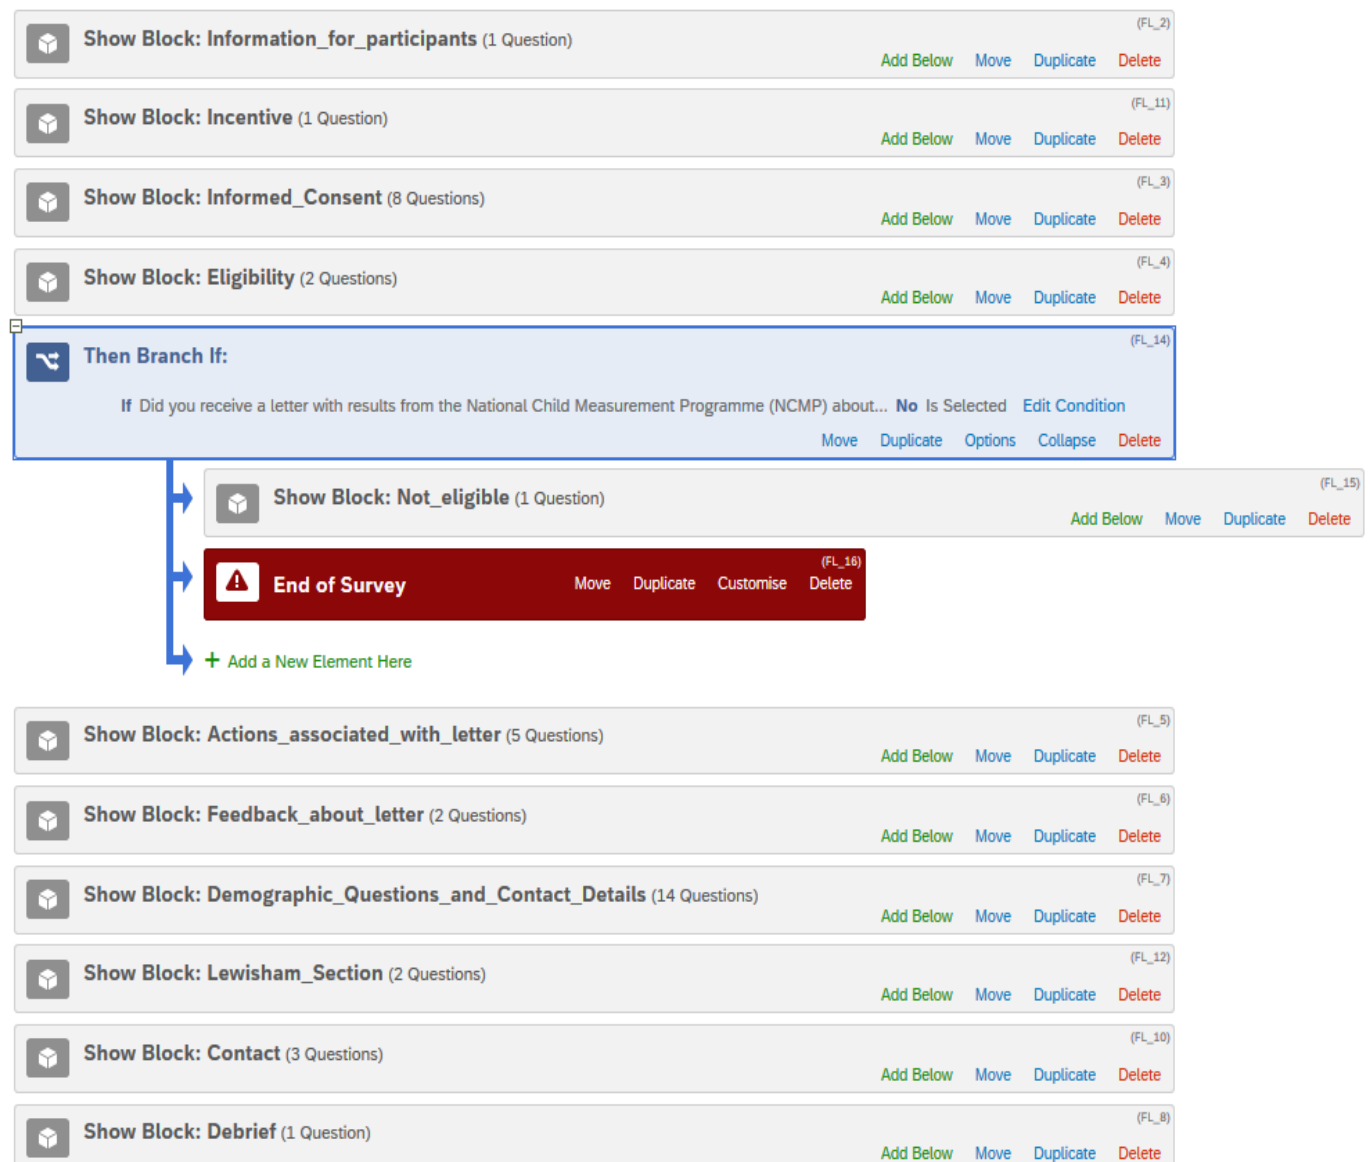 (FL_2)
Show Block: Information_for_participants (1 Question)
Add Below Move Duplicate Delete
(FL_11)
Show Block: Incentive (1 Question)
Add Below Move Duplicate Delete
(FL_3)
Show Block: Informed_Consent (8 Questions)
Add Below Move Duplicate Delete
(FL_4)
Show Block: Eligibility (2 Questions)
Add Below Move Duplicate Delete
(FL_14)
Then Branch If:
If Did you receive a letter with results from the National Child Measurement Programme (NCMP) about... No Is Selected Edit Condition
Move Duplicate Options Collapse Delete
(FL_15)
Show Block: Not_eligible (1 Question)
Add Below Move Duplicate Delete
(FL_16)
End of Survey Move Duplicate Customise Delete
+ Add a New Element Here
(FL_5)
Show Block: Actions_associated_with_letter (5 Questions)
Add Below Move Duplicate Delete
(FL_6)
Show Block: Feedback_about_letter (2 Questions)
Add Below Move Duplicate Delete
(FL_7)
Show Block: Demographic_Questions_and_Contact_Details (14 Questions)
Add Below Move Duplicate Delete
(FL_12)
Show Block: Lewisham_Section (2 Questions)
Add Below Move Duplicate Delete
(FL_10)
Show Block: Contact (3 Questions)
Add Below Move Duplicate Delete
(FL_8)
Show Block: Debrief (1 Question)
Add Below Move Duplicate Delete